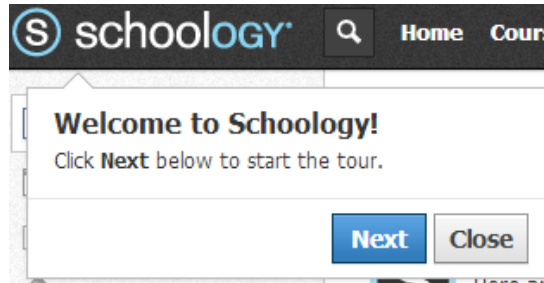 S schoology Home
Welcome to Schoology!
Click Next below to start the tour.
Next Close